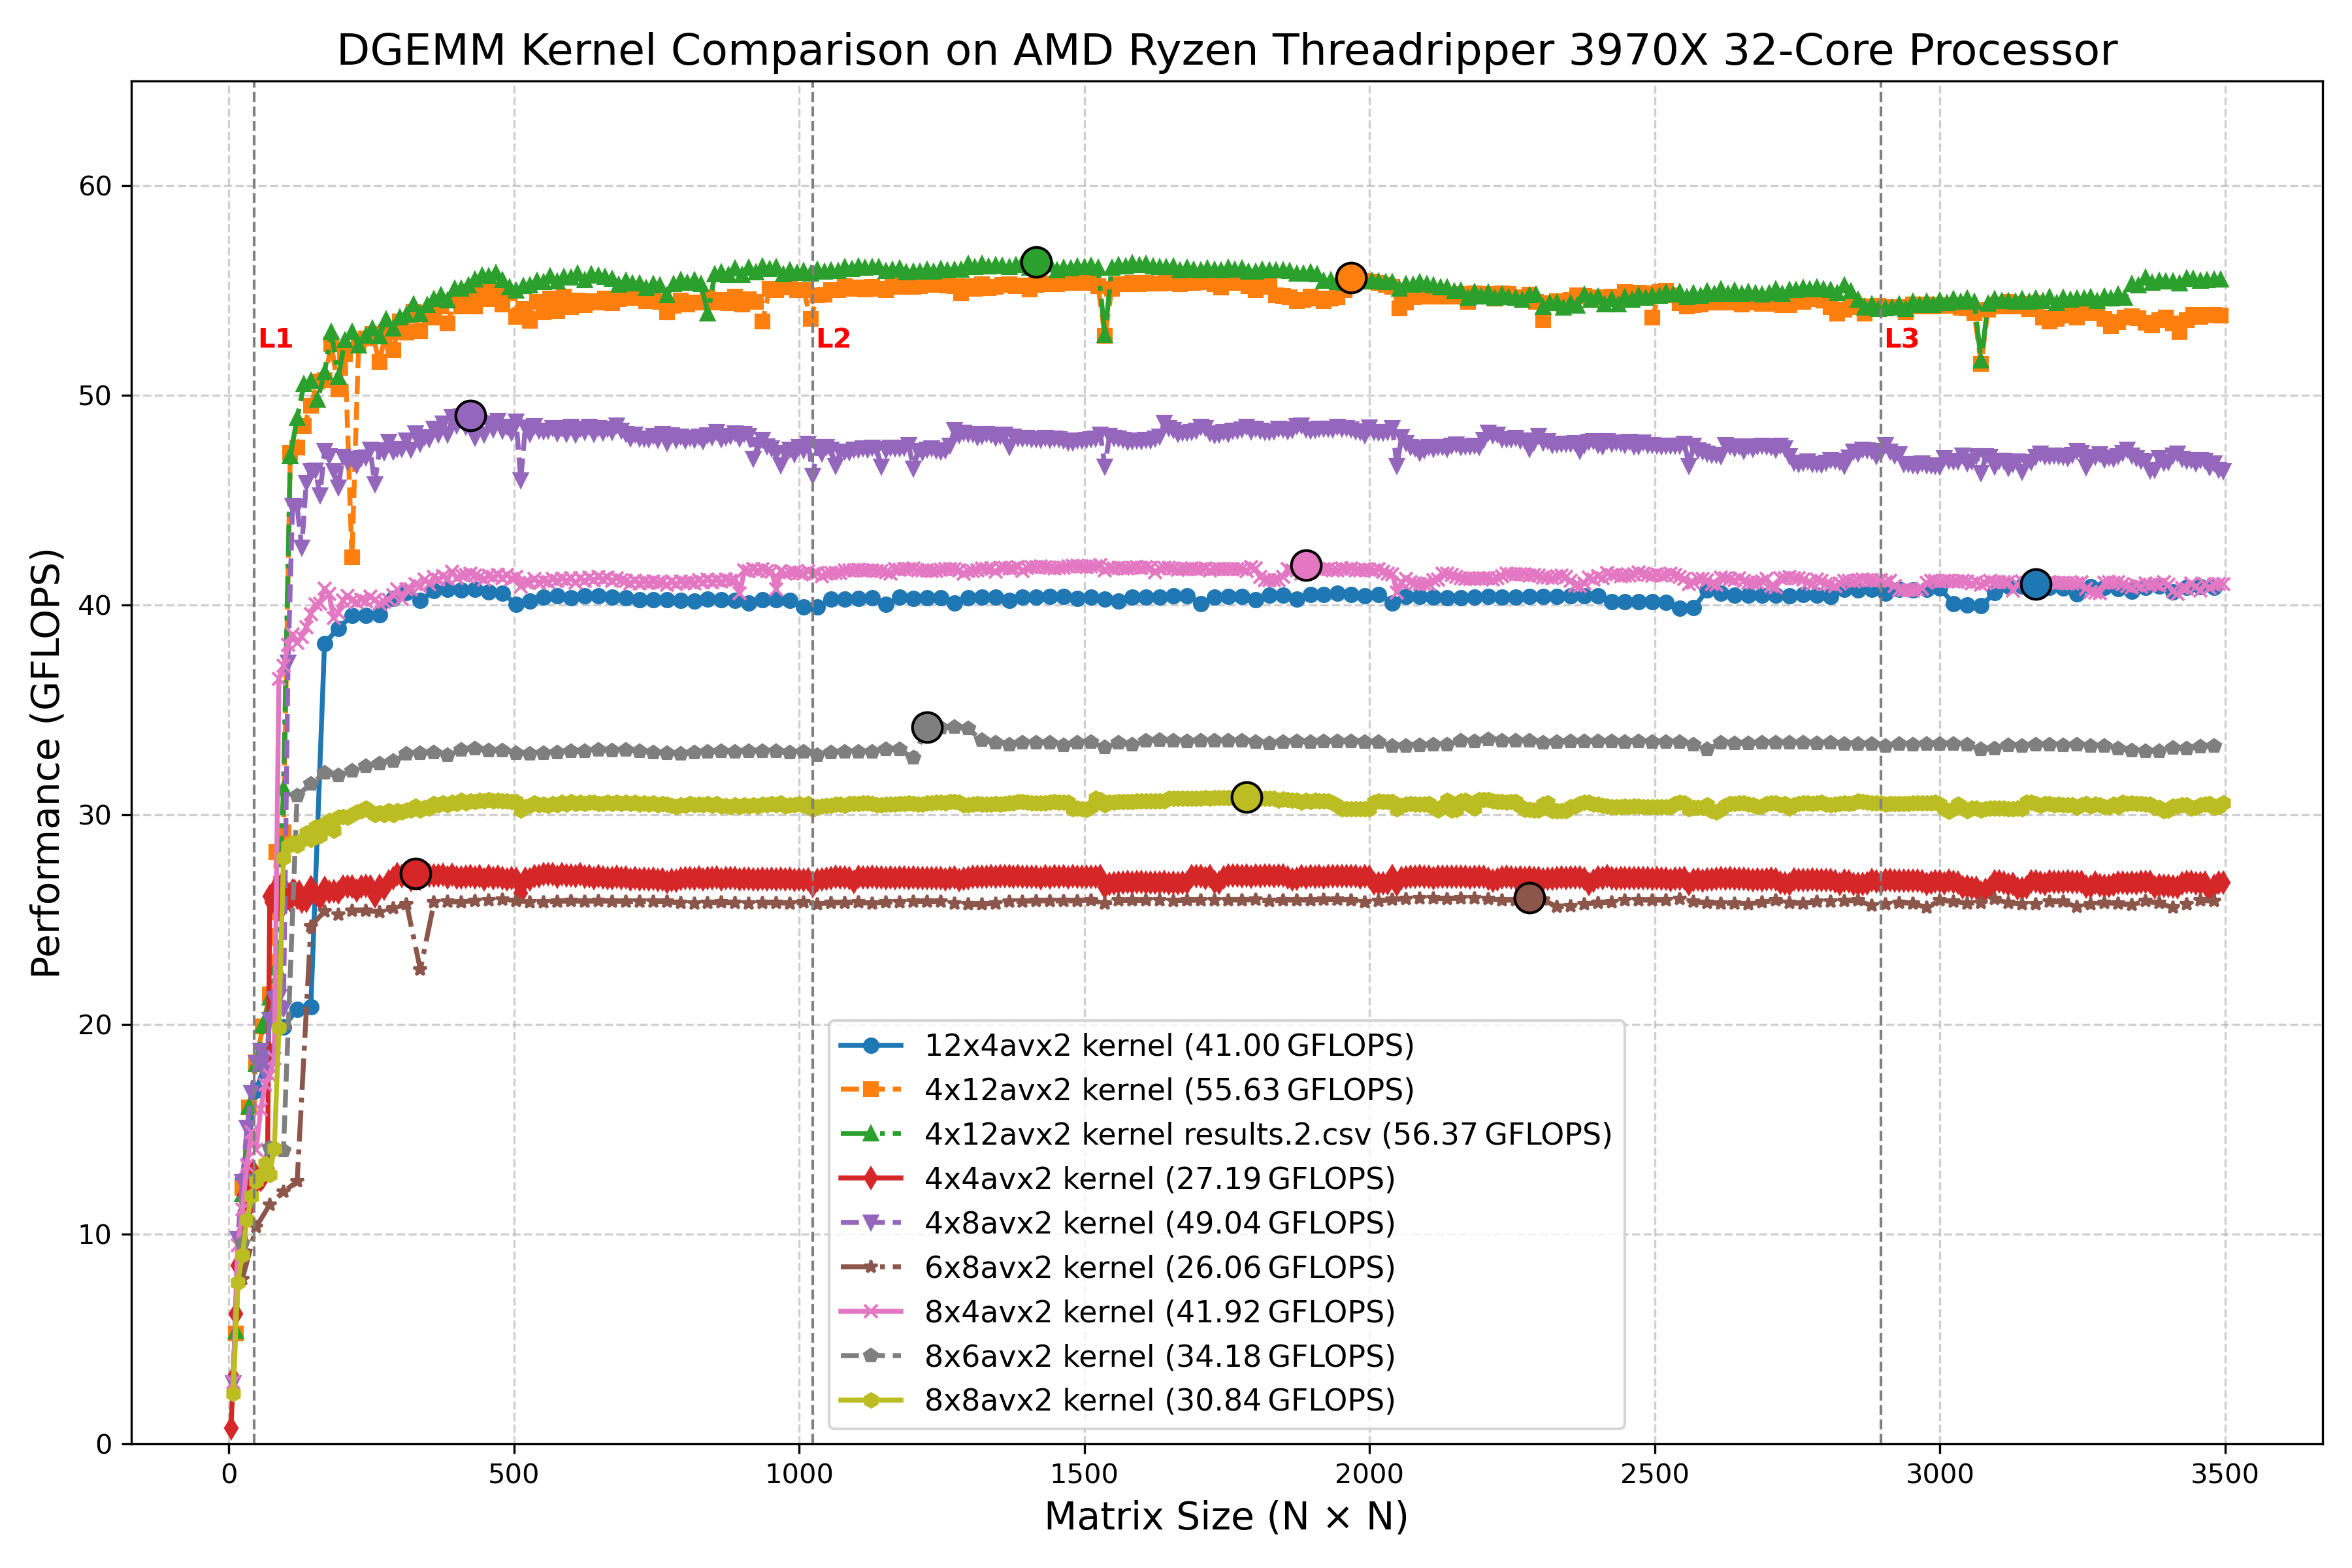 DGEMM Kernel Comparison on AMD Ryzen Threadripper 3970X 32-Core Processor
Performance (GFLOPS)
60
50
40
30
20
10
0
L1
L2
L3
12x4avx2 kernel (41.00 GFLOPS)
4x12avx2 kernel (55.63 GFLOPS)
4x12avx2 kernel results.2.csv (56.37 GFLOPS)
4x4avx2 kernel (27.19 GFLOPS)
4x8avx2 kernel (49.04 GFLOPS)
6x8avx2 kernel (26.06 GFLOPS)
8x4avx2 kernel (41.92 GFLOPS)
8x6avx2 kernel (34.18 GFLOPS)
8x8avx2 kernel (30.84 GFLOPS)
0 500 1000 1500 2000 2500 3000 3500
Matrix Size (N × N)